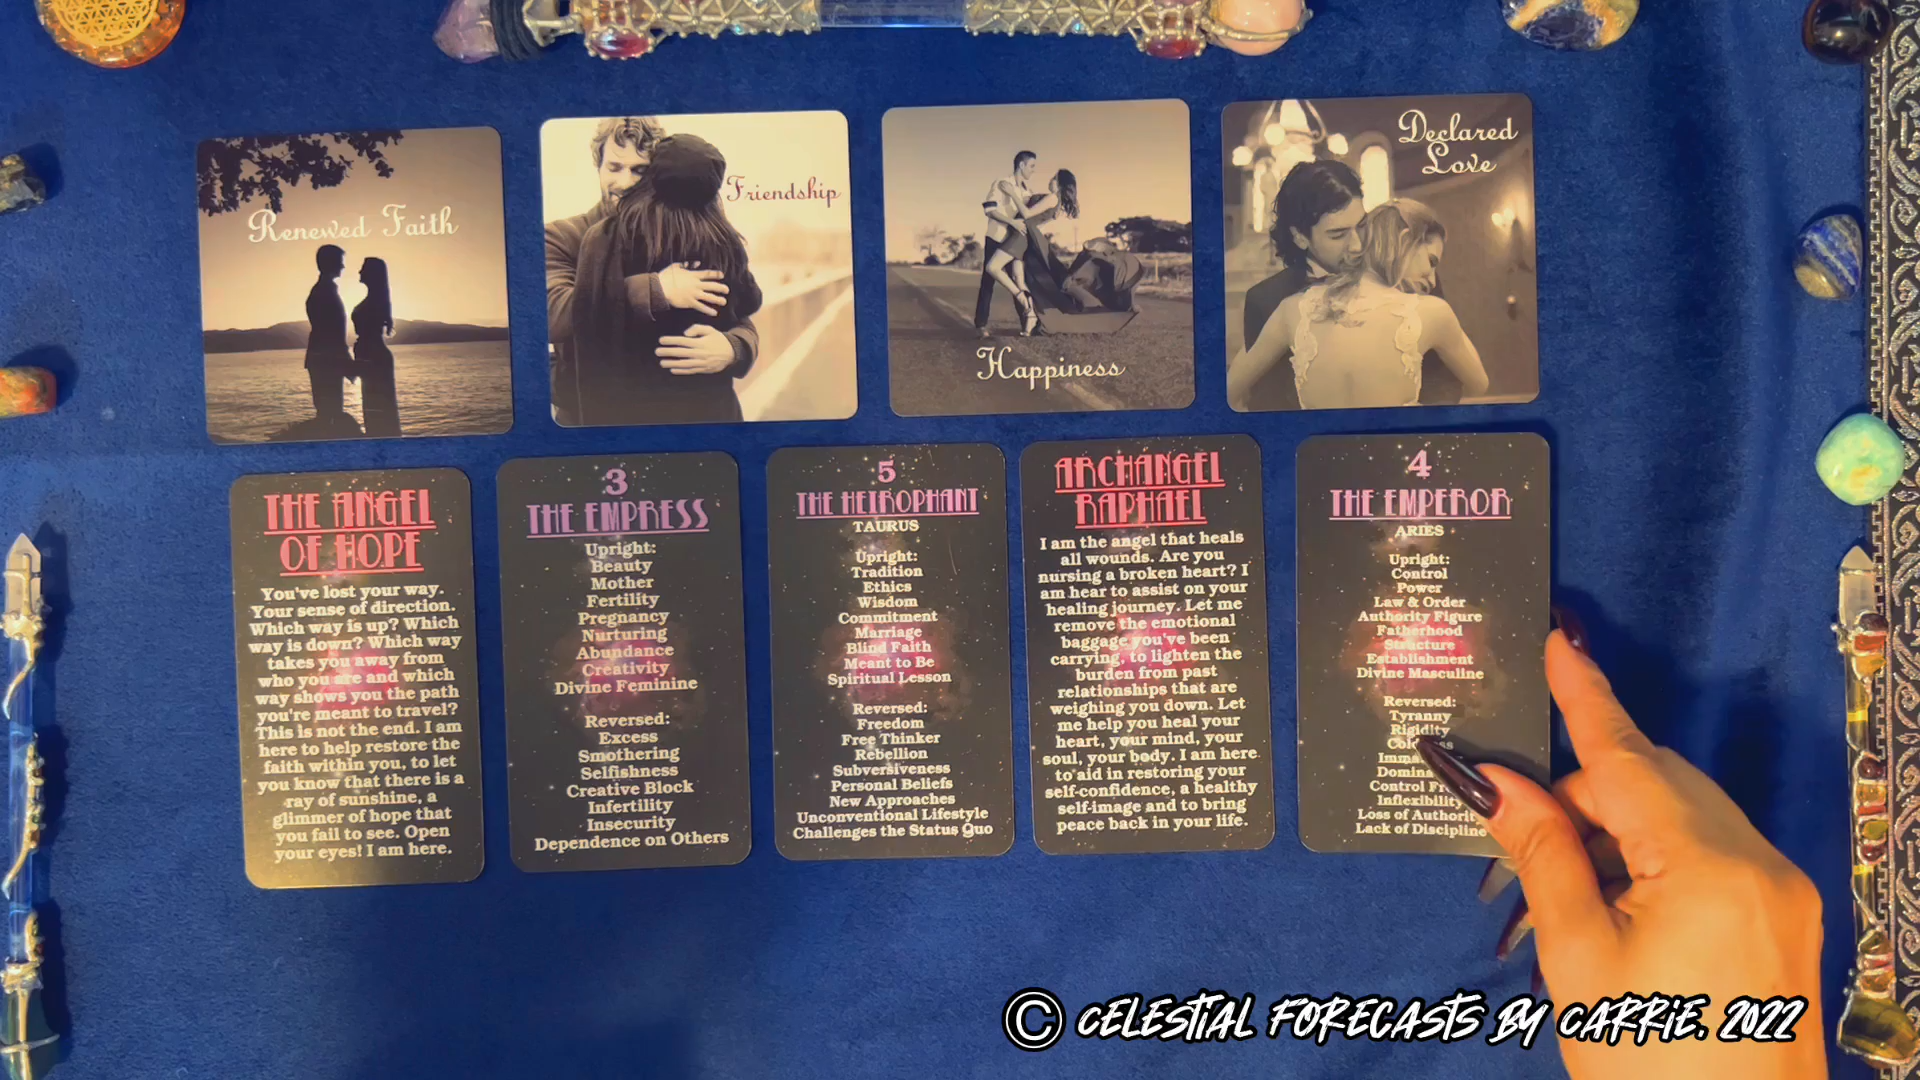 Renewed Faith
Friendship
Happiness
Declared
Love
THE ANGEL
OF HOPE
You've lost your way.
Your sense of direction.
Which way is up? Which
way is down? Which way
takes you away from
who you are and which
way shows you the path
you're meant to travel?
This is not the end. I am
here to help restore the
faith within you, to let
you know that there is a
ray of sunshine, a
glimmer of hope that
you fail to see. Open
your eyes! I am here.
3
THE EMPRESS
Upright:
Beauty
Mother
Fertility
Pregnancy
Nurturing
Abundance
Creativity
Divine Feminine
Reversed:
Excess
Smothering
Selfishness
Creative Block
Infertility
Insecurity
Dependence on Others
5
THE HEIROPHANT
TAURUS
Upright:
Tradition
Ethics
Wisdom
Commitment
Marriage
Blind Faith
Meant to Be
Spiritual Lesson
Reversed:
Freedom
Free Thinker
Rebellion
Subversiveness
Personal Beliefs
New Approaches
Unconventional Lifestyle
Challenges the Status Quo
ARCHANGEL
RAPHAEL
I am the angel that heals
all wounds. Are you
nursing a broken heart? I
am hear to assist on your
healing journey. Let me
remove the emotional
baggage you've been
carrying, to lighten the
burden from past
relationships that are
weighing you down. Let
me help you heal your
heart, your mind, your
soul, your body. I am here
to aid in restoring your
self-confidence, a healthy
self-image and to bring
peace back in your life.
4
THE EMPEROR
ARIES
Upright:
Control
Power
Law & Order
Authority Figure
Fatherhood
Structure
Establishment
Divine Masculine
Reversed:
Tyranny
Rigidity
Control
Inflexibility
Loss of Authority
Lack of Discipline
© CELESTIAL FORECASTS BY CARRIE. 2022